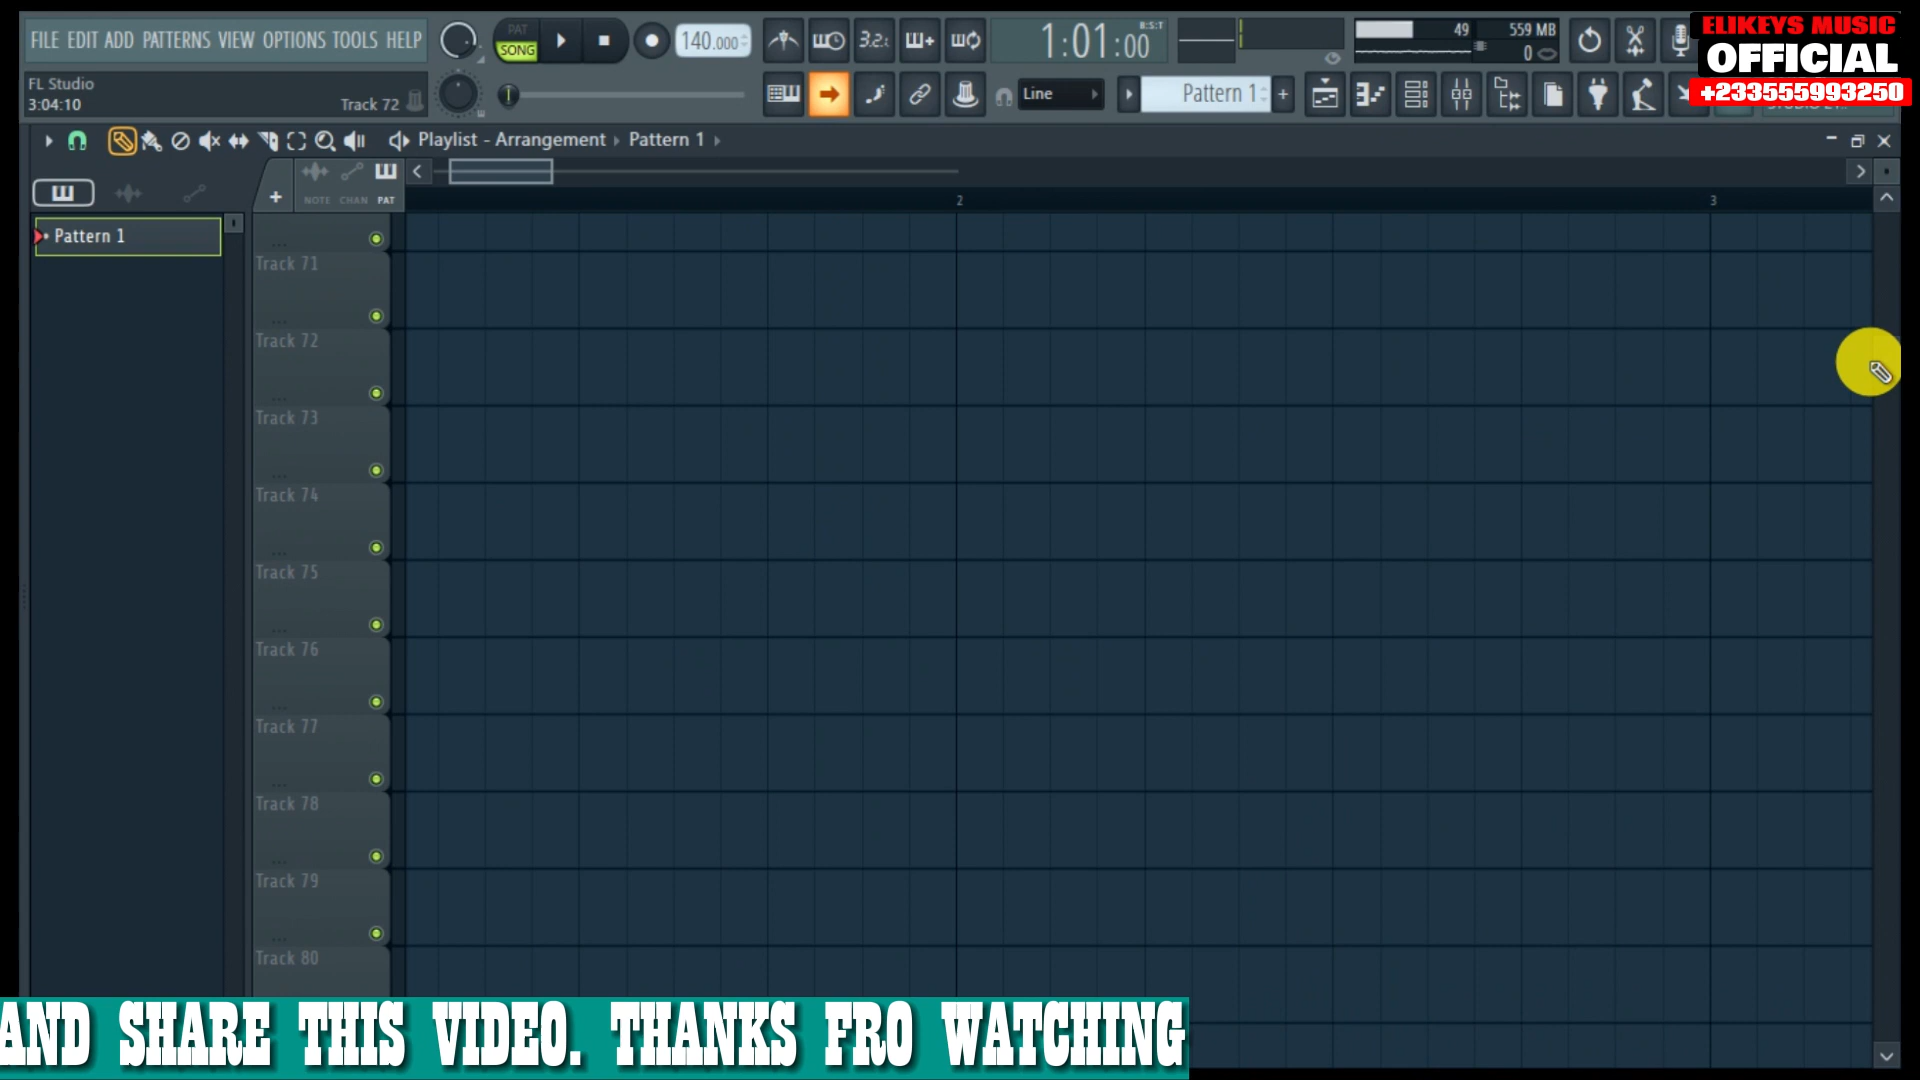 FILE EDIT ADD PATTERNS VIEW OPTIONS TOOLS HELP
PAT
SONG
140.000
3.2.1
1:01:00
B:S:T
49
559 MB
0
ELIKEYS MUSIC
OFFICIAL
+233555993250
FL Studio
3:04:10
Track 72
Line
Pattern 1
+
Playlist - Arrangement
Pattern 1
NOTE CHAN PAT
2
3
Pattern 1
Track 71
Track 72
Track 73
Track 74
Track 75
Track 76
Track 77
Track 78
Track 79
Track 80
AND SHARE THIS VIDEO. THANKS FRO WATCHING